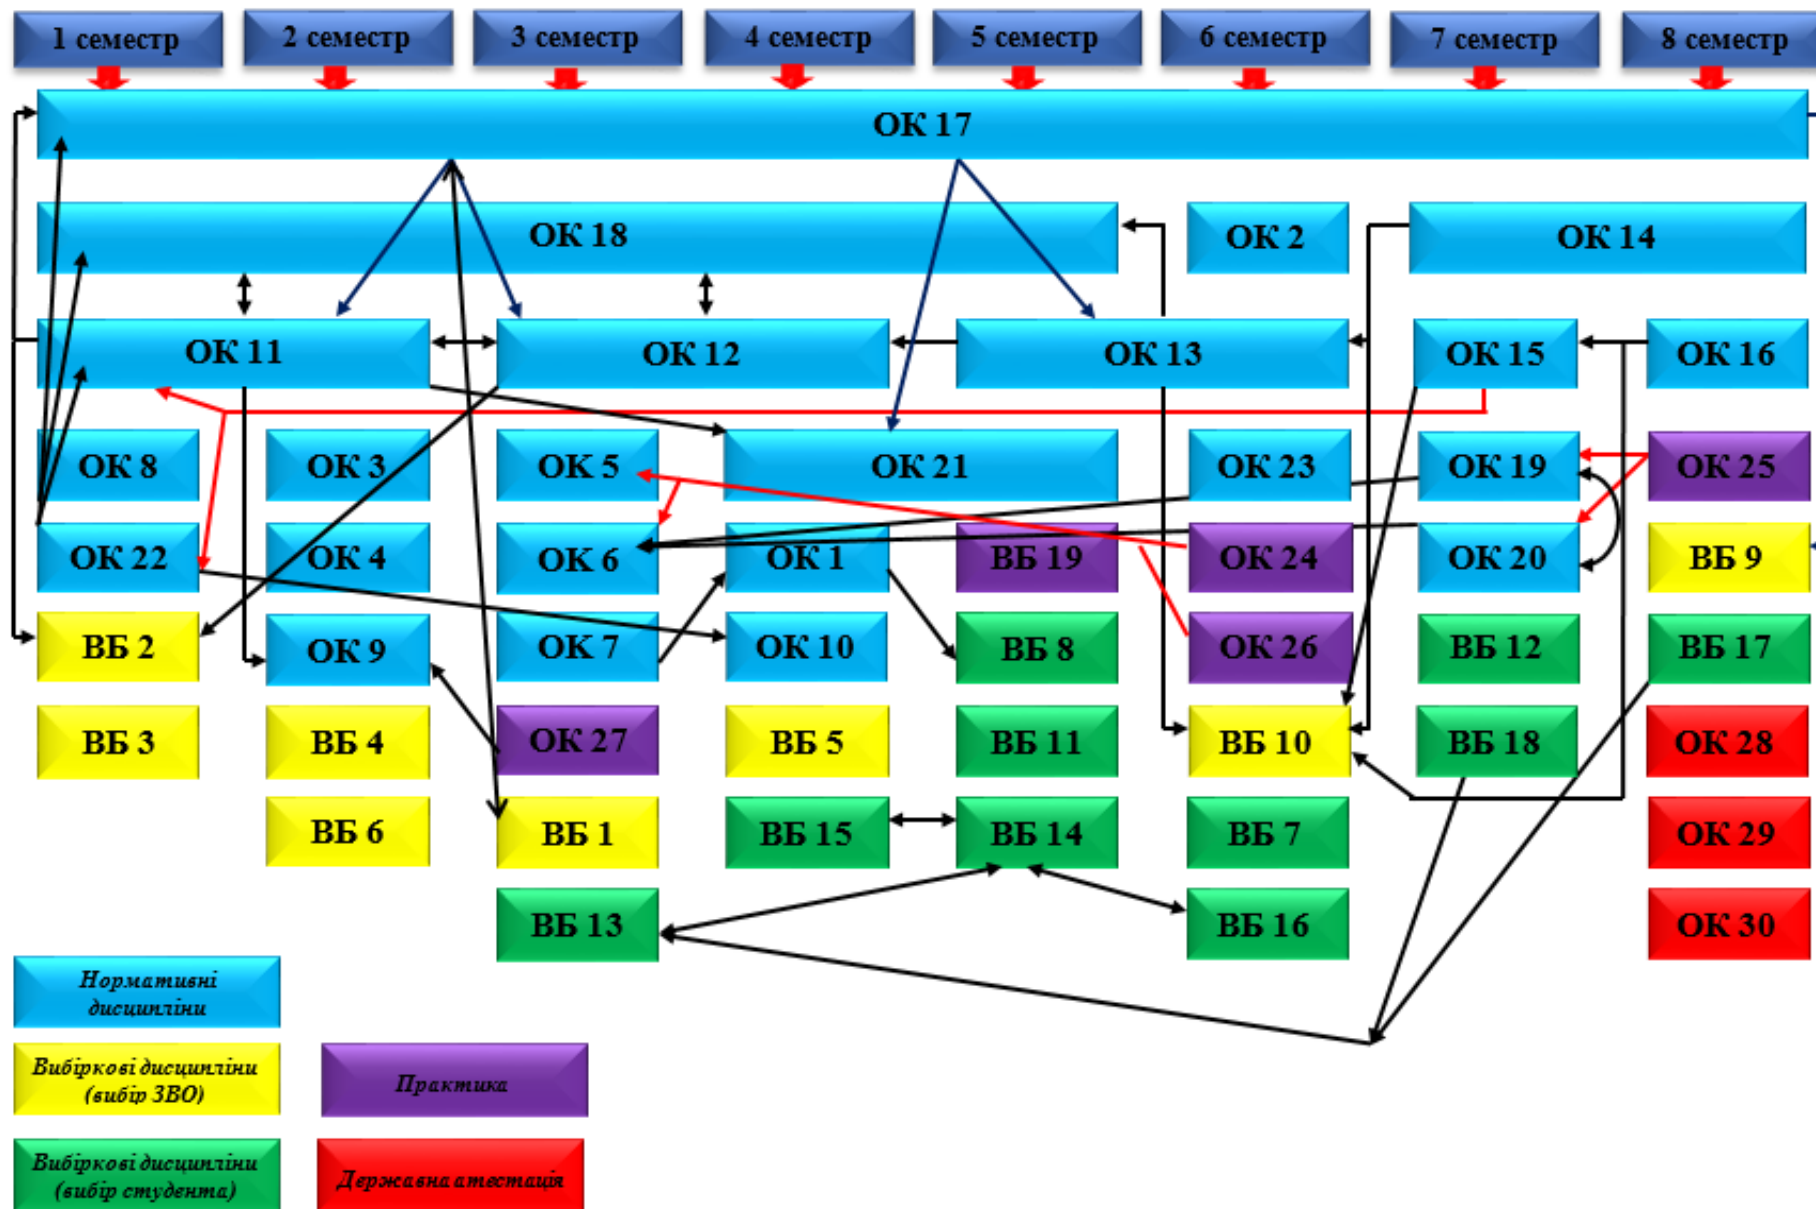 1 семестр
2 семестр
3 семестр
4 семестр
5 семестр
6 семестр
7 семестр
8 семестр
ОК 17
ОК 18
ОК 2
ОК 14
ОК 11
ОК 12
ОК 13
ОК 15
ОК 16
ОК 8
ОК 3
ОК 5
ОК 21
ОК 23
ОК 19
ОК 25
ОК 22
ОК 4
ОК 6
ОК 1
ВБ 19
ОК 24
ОК 20
ВБ 9
ВБ 2
ОК 9
ОК 7
ОК 10
ВБ 8
ОК 26
ВБ 12
ВБ 17
ВБ 3
ВБ 4
ОК 27
ВБ 5
ВБ 11
ВБ 10
ВБ 18
ОК 28
ВБ 6
ВБ 1
ВБ 15
ВБ 14
ВБ 7
ОК 29
ВБ 13
ВБ 16
ОК 30
Нормативні
дисципліни
Вибіркові дисципліни
(вибір ЗВО)
Практика
Вибіркові дисципліни
(вибір студента)
Державна атестація